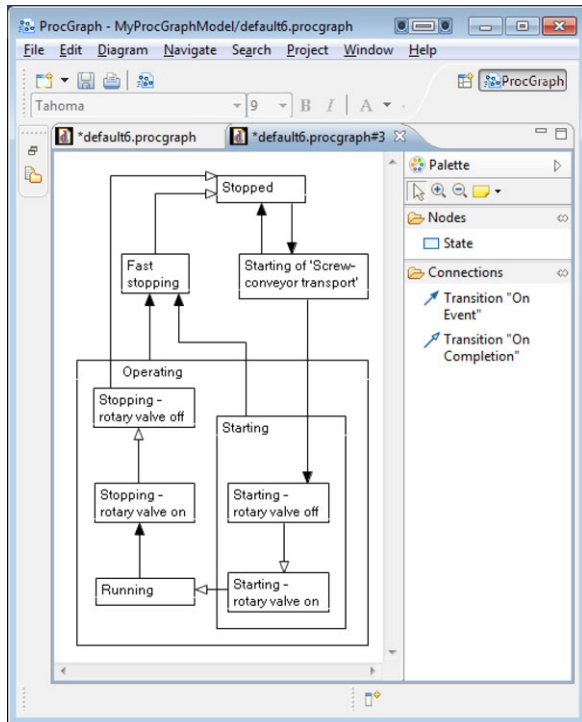 ProcGraph - MyProcGraphModel/default6.procgraph
File Edit Diagram Navigate Search Project Window Help
ProcGraph
Tahoma 9 B I A
*default6.procgraph *default6.procgraph#3
Palette
Nodes
State
Connections
Transition "On
Event"
Transition "On
Completion"
Stopped
Fast
stopping
Starting of 'Screw-
conveyor transport'
Operating
Stopping -
rotary valve off
Starting
Stopping -
rotary valve on
Starting -
rotary valve off
Running
Starting -
rotary valve on